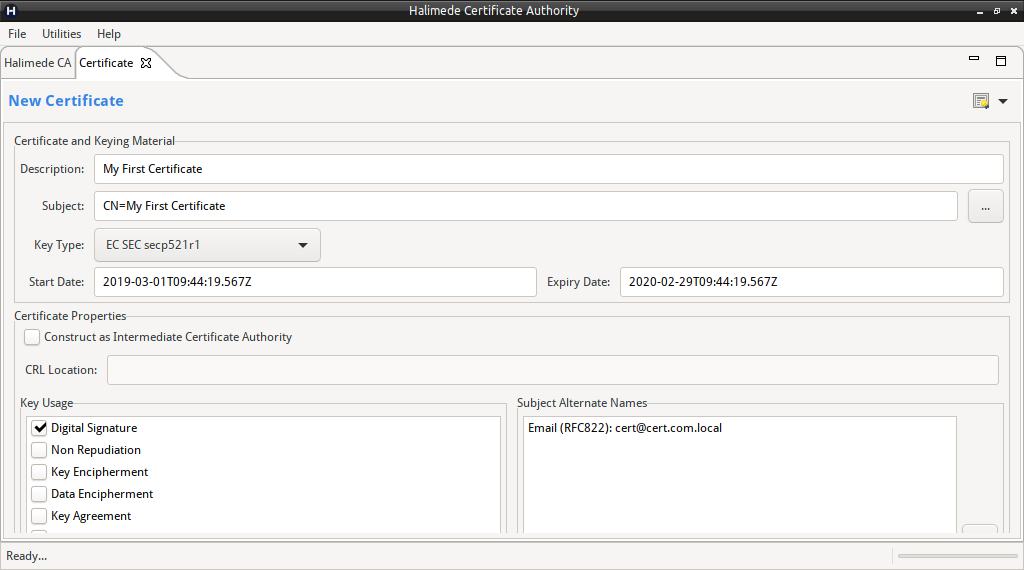 H Halimede Certificate Authority
File Utilities Help
Halimede CA Certificate
New Certificate
Certificate and Keying Material
Description: My First Certificate
Subject: CN=My First Certificate ...
Key Type: EC SEC secp521r1
Start Date: 2019-03-01T09:44:19.567Z Expiry Date: 2020-02-29T09:44:19.567Z
Certificate Properties
Construct as Intermediate Certificate Authority
CRL Location:
Key Usage
Digital Signature
Non Repudiation
Key Encipherment
Data Encipherment
Key Agreement
Subject Alternate Names
Email (RFC822): cert@cert.com.local
Ready...